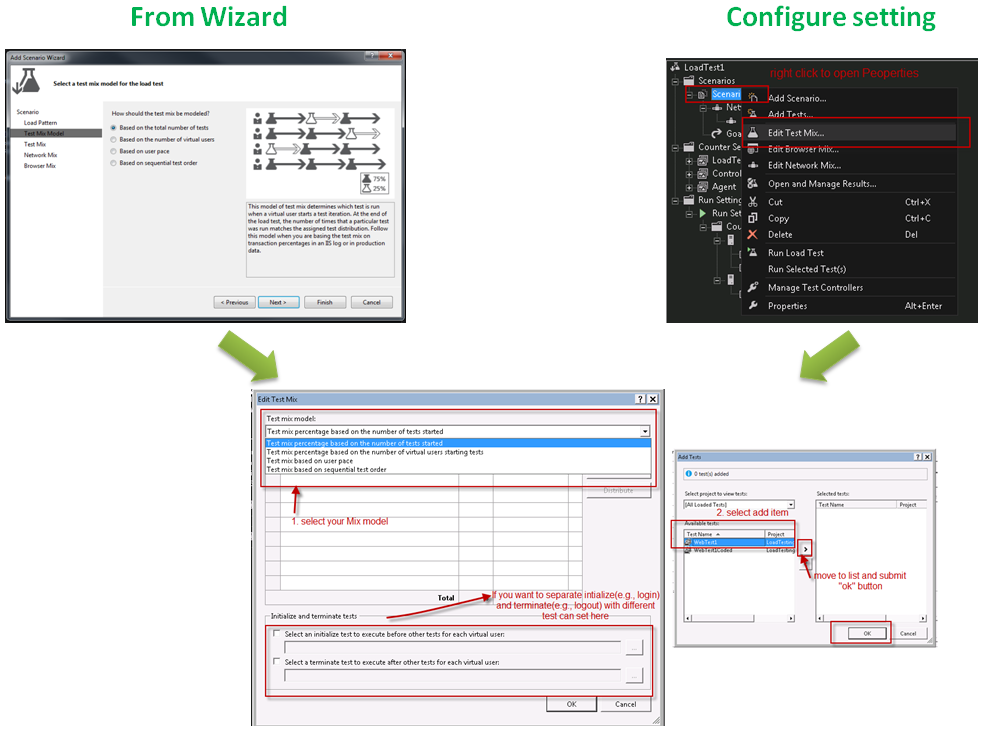 From Wizard
Configure setting
Add Scenario Wizard
Select a test mix model for the load test
Scenario
Load Pattern
Test Mix Model
Test Mix
Network Mix
Browser Mix
How should the test mix be modeled?
Based on the total number of tests
Based on the number of virtual users
Based on user pace
Based on sequential test order
75%
25%
This model of test mix determines which test is run
when a virtual user starts a test iteration. At the end of
the load test, the number of times that a particular test
was run matches the assigned test distribution. Follow
this model when you are basing the test mix on
transaction percentages in an IIS log or in production
data.
< Previous
Next >
Finish
Cancel
LoadTest1
Scenarios
right click to open Peoperties
Scenari
Net
Goa
Counter Se
LoadTe
Control
Agent
Run Setting
Run Set
Cou
Add Scenario...
Add Tests...
Edit Test Mix...
Edit Browser Mix...
Edit Network Mix...
Open and Manage Results...
Cut Ctrl+X
Copy Ctrl+C
Delete Del
Run Load Test
Run Selected Test(s)
Manage Test Controllers
Properties Alt+Enter
Edit Test Mix
? X
Test mix model:
Test mix percentage based on the number of tests started
Test mix percentage based on the number of tests started
Test mix percentage based on the number of virtual users starting tests
Test mix based on user pace
Test mix based on sequential test order
Distribute
1. select your Mix model
Total
If you want to separate intialize(e.g., login)
and terminate(e.g., logout) with different
test can set here
Initialize and terminate tests
Select an initialize test to execute before other tests for each virtual user:
...
Select a terminate test to execute after other tests for each virtual user:
...
OK
Cancel
Add Tests
? X
0 test(s) added
Select project to view tests:
[All Loaded Tests]
2. select add item
Available tests:
Test Name
Project
WebTest1 LoadTesting
WebTest1Coded LoadTesting
>
Selected tests:
Test Name
Project
move to list and submit
"ok" button
OK
Cancel